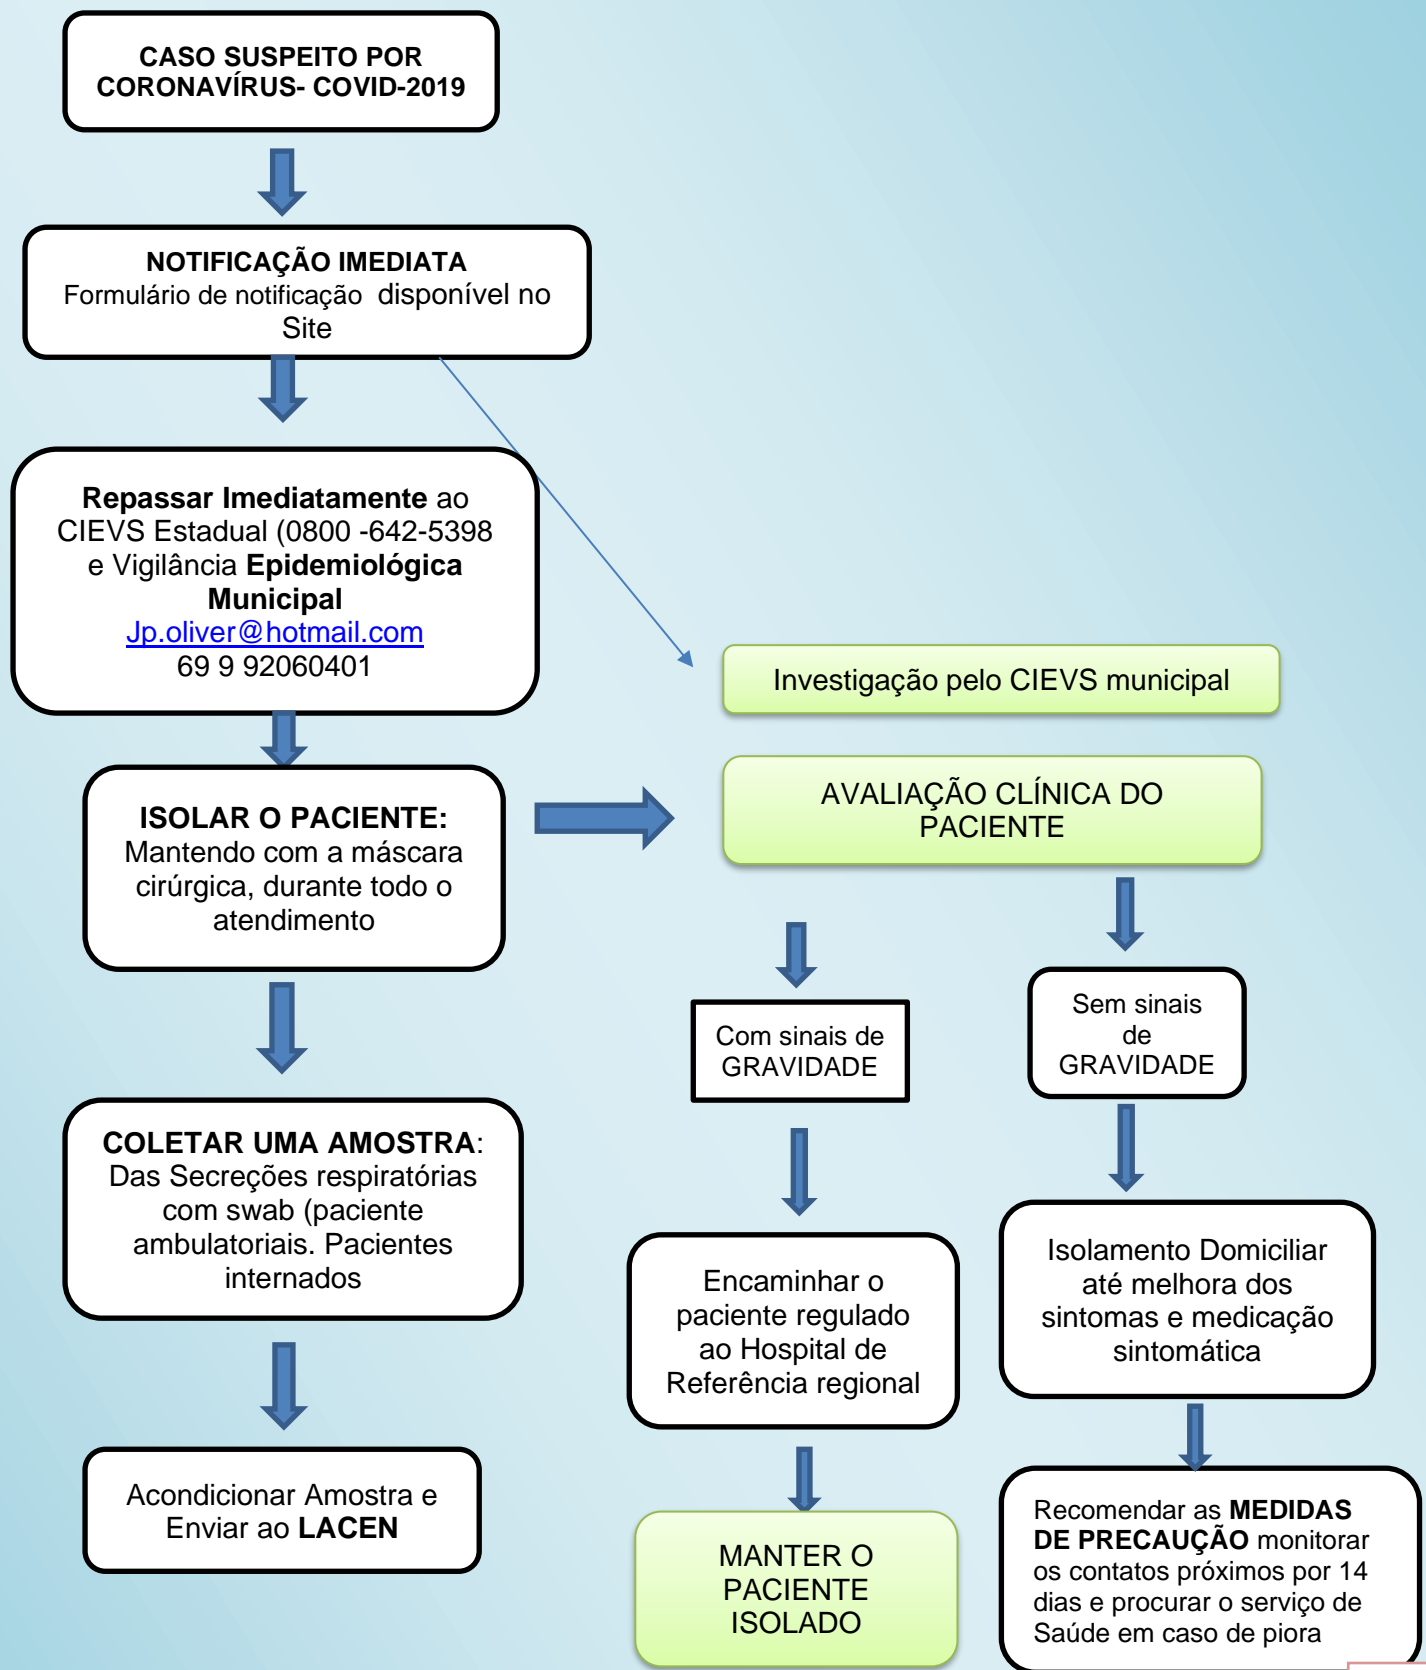 CASO SUSPEITO POR
CORONAVÍRUS- COVID-2019
NOTIFICAÇÃO IMEDIATA
Formulário de notificação disponível no
Site
Repassar Imediatamente ao
CIEVS Estadual (0800 -642-5398
e Vigilância Epidemiológica
Municipal
Jp.oliver@hotmail.com
69 9 92060401
Investigação pelo CIEVS municipal
ISOLAR O PACIENTE:
Mantendo com a máscara
cirúrgica, durante todo o
atendimento
AVALIAÇÃO CLÍNICA DO
PACIENTE
Com sinais de
GRAVIDADE
Sem sinais
de
GRAVIDADE
COLETAR UMA AMOSTRA:
Das Secreções respiratórias
com swab (paciente
ambulatoriais. Pacientes
internados
Encaminhar o
paciente regulado
ao Hospital de
Referência regional
Isolamento Domiciliar
até melhora dos
sintomas e medicação
sintomática
Acondicionar Amostra e
Enviar ao LACEN
MANTER O
PACIENTE
ISOLADO
Recomendar as MEDIDAS
DE PRECAUÇÃO monitorar
os contatos próximos por 14
dias e procurar o serviço de
Saúde em caso de piora